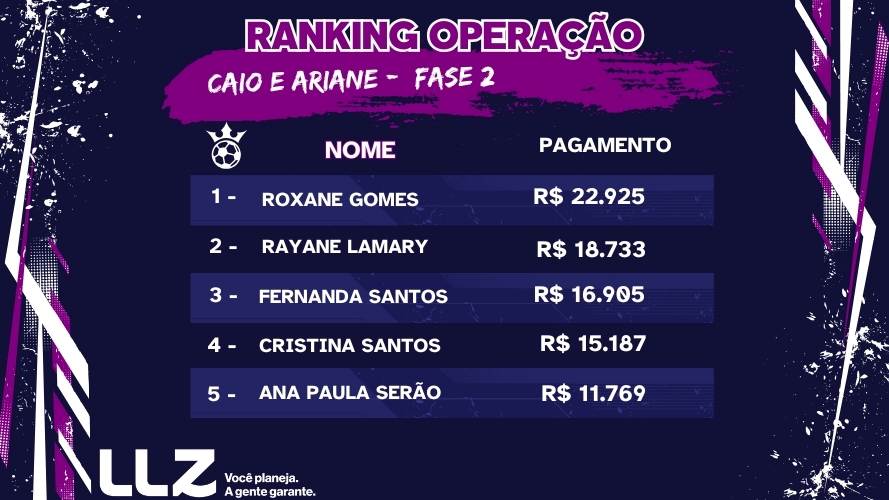 RANKING OPERAÇÃO
CAIO E ARIANE - FASE 2
NOME PAGAMENTO
1 - ROXANE GOMES R$ 22.925
2 - RAYANE LAMARY R$ 18.733
3 - FERNANDA SANTOS R$ 16.905
4 - CRISTINA SANTOS R$ 15.187
5 - ANA PAULA SERÃO R$ 11.769
LLZ
Você planeja.
A gente garante.